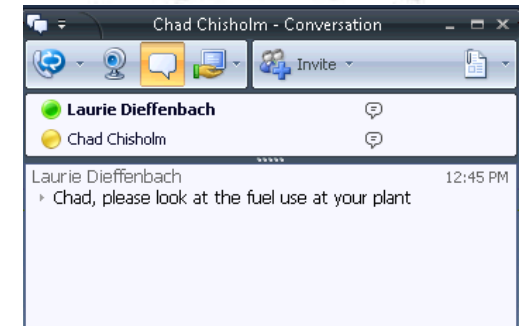 Chad Chisholm - Conversation
Invite
Laurie Dieffenbach
Chad Chisholm
Laurie Dieffenbach 12:45 PM
Chad, please look at the fuel use at your plant